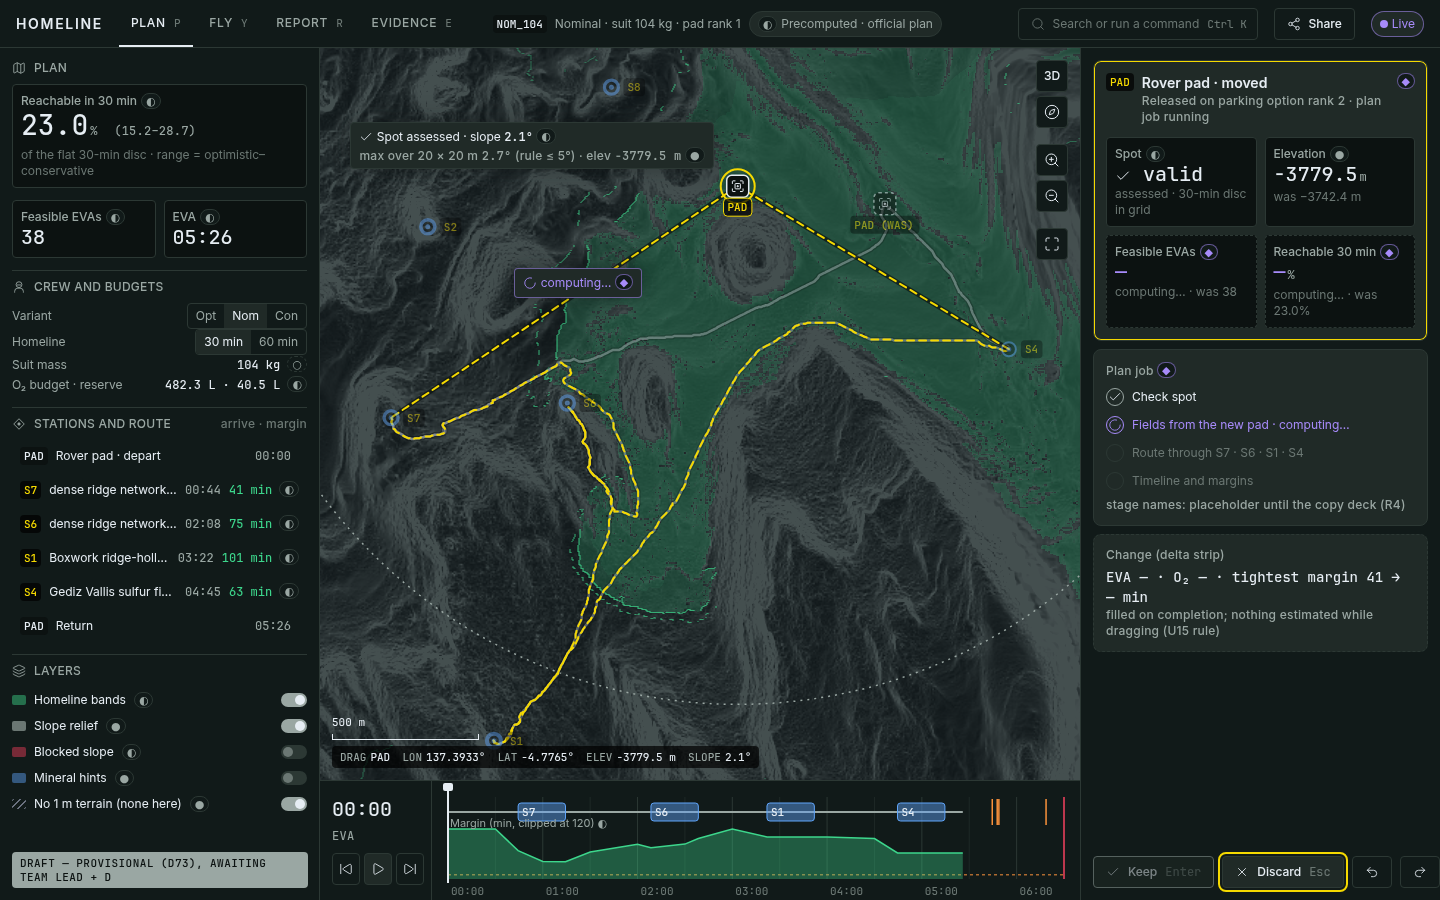 HOMELINE
PLAN P
FLY Y
REPORT R
EVIDENCE E
NOM_104 Nominal · suit 104 kg · pad rank 1
Precomputed · official plan
Search or run a command Ctrl K
Share
Live
PLAN
Reachable in 30 min
23.0% (15.2–28.7)
of the flat 30-min disc · range = optimistic–
conservative
Feasible EVAs
38
EVA
05:26
CREW AND BUDGETS
Variant Opt Nom Con
Homeline 30 min 60 min
Suit mass 104 kg
O₂ budget · reserve 482.3 L · 40.5 L
STATIONS AND ROUTE arrive · margin
PAD Rover pad · depart 00:00
S7 dense ridge network... 00:44 41 min
S6 dense ridge network... 02:08 75 min
S1 Boxwork ridge-holl... 03:22 101 min
S4 Gediz Vallis sulfur fi... 04:45 63 min
PAD Return 05:26
LAYERS
Homeline bands
Slope relief
Blocked slope
Mineral hints
No 1 m terrain (none here)
DRAFT — PROVISIONAL (D73), AWAITING
TEAM LEAD + D
S8
Spot assessed · slope 2.1°
max over 20 × 20 m 2.7° (rule ≤ 5°) · elev -3779.5 m
3D
PAD
PAD (WAS)
S2
computing...
S4
S7
S6
S1
500 m
DRAG PAD LON 137.3933° LAT -4.7765° ELEV -3779.5 m SLOPE 2.1°
00:00
EVA
S7 S6 S1 S4
Margin (min, clipped at 120)
00:00 01:00 02:00 03:00 04:00 05:00 06:00
PAD Rover pad · moved
Released on parking option rank 2 · plan
job running
Spot
valid
assessed · 30-min disc
in grid
Elevation
-3779.5 m
was −3742.4 m
Feasible EVAs
—
computing... · was 38
Reachable 30 min
—%
computing... · was
23.0%
Plan job
Check spot
Fields from the new pad · computing...
Route through S7 · S6 · S1 · S4
Timeline and margins
stage names: placeholder until the copy deck (R4)
Change (delta strip)
EVA — · O₂ — · tightest margin 41 →
— min
filled on completion; nothing estimated while
dragging (U15 rule)
Keep Enter
Discard Esc